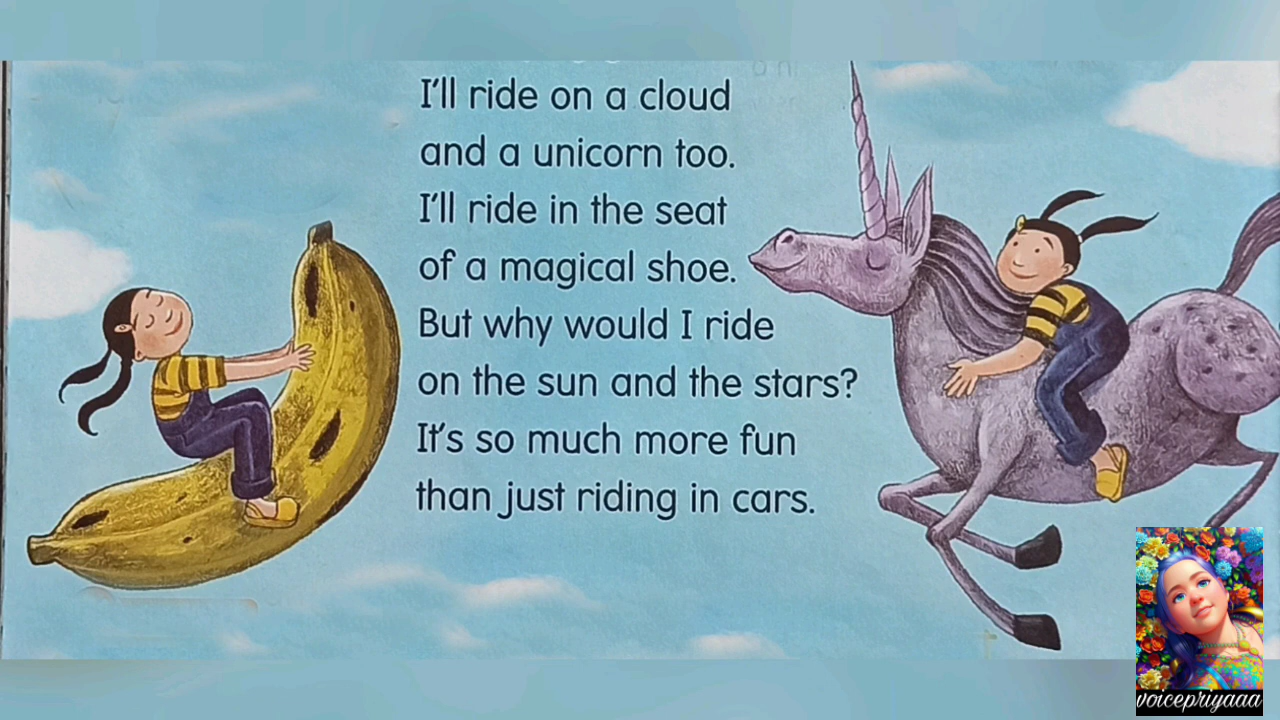 I'll ride on a cloud
and a unicorn too.
I'll ride in the seat
of a magical shoe.
But why would I ride
on the sun and the stars?
It's so much more fun
than just riding in cars.
voicepriyaaa